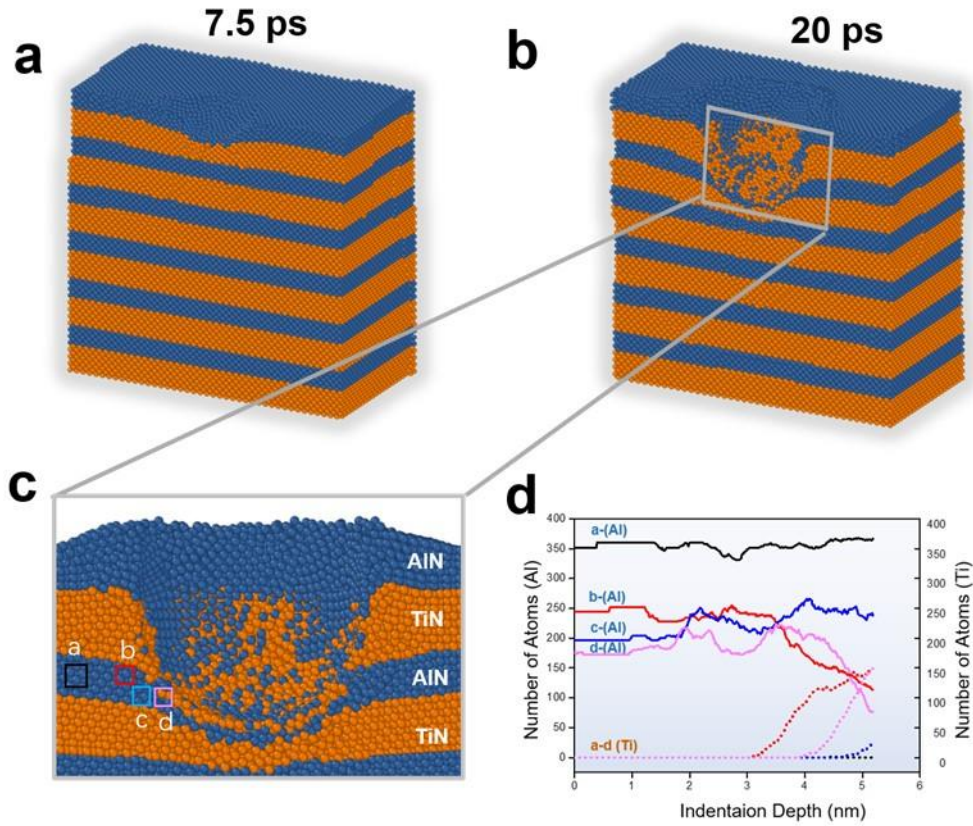 7.5 ps
20 ps
a
b
c
AlN
TiN
AlN
TiN
a
b
c
d
d
Number of Atoms (Al)
400
350
300
250
200
150
100
50
0
a-(Al)
b-(Al)
c-(Al)
d-(Al)
a-d (Ti)
400
350
300
250
200
150
100
50
0
Number of Atoms (Ti)
0 1 2 3 4 5 6
Indentaion Depth (nm)